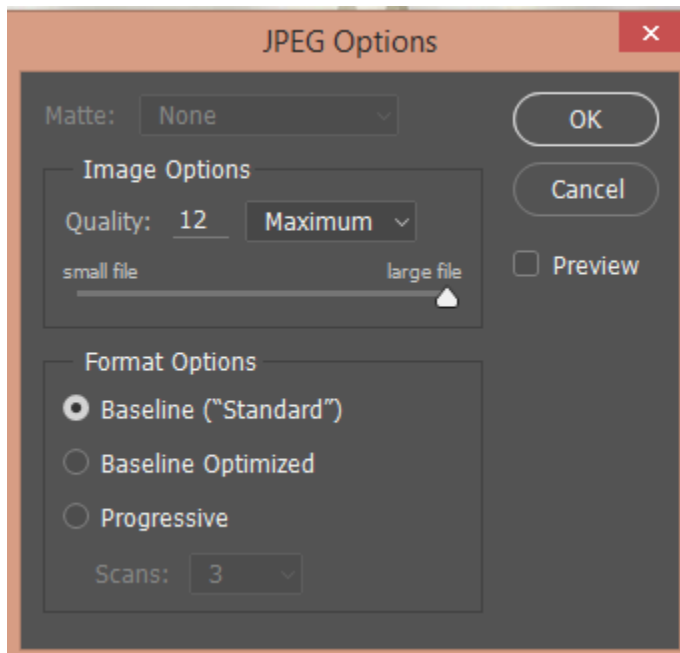 JPEG Options
Matte: None
OK
Image Options
Cancel
Quality: 12 Maximum
small file large file
Preview
Format Options
Baseline (“Standard”)
Baseline Optimized
Progressive
Scans: 3